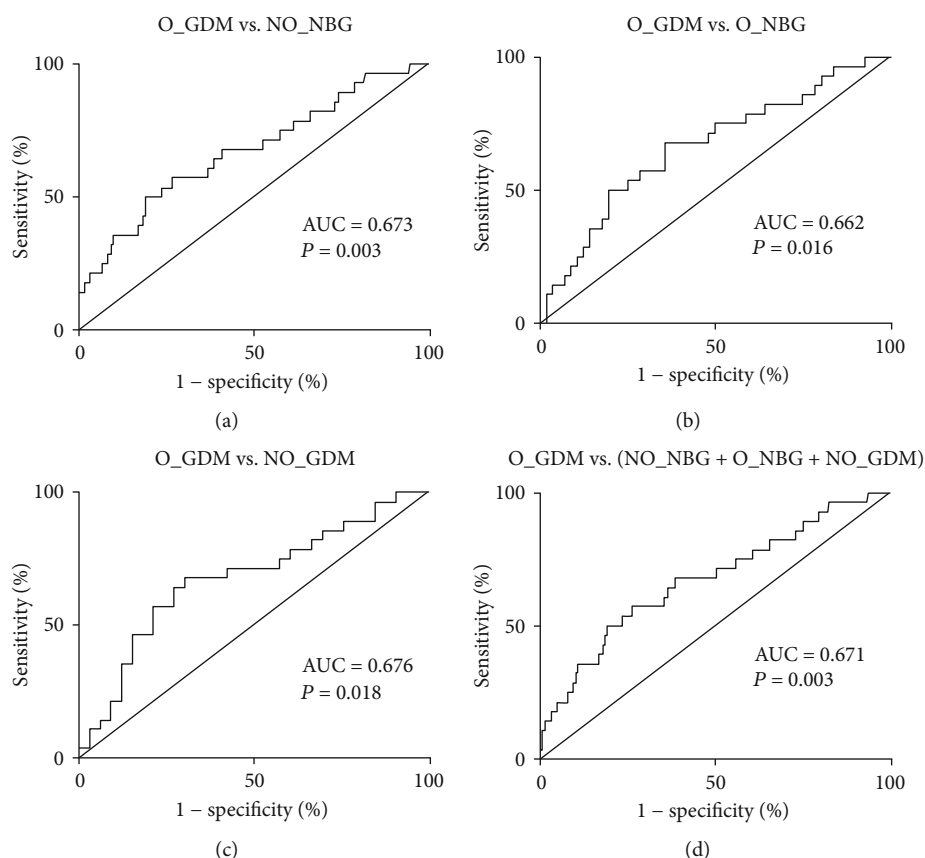 O_GDM vs. NO_NBG
100
50
0
Sensitivity (%)
AUC = 0.673
P = 0.003
0
50
100
1 − specificity (%)
(a)
O_GDM vs. O_NBG
100
50
0
Sensitivity (%)
AUC = 0.662
P = 0.016
0
50
100
1 − specificity (%)
(b)
O_GDM vs. NO_GDM
100
50
0
Sensitivity (%)
AUC = 0.676
P = 0.018
0
50
100
1 − specificity (%)
(c)
O_GDM vs. (NO_NBG + O_NBG + NO_GDM)
100
50
0
Sensitivity (%)
AUC = 0.671
P = 0.003
0
50
100
1 − specificity (%)
(d)